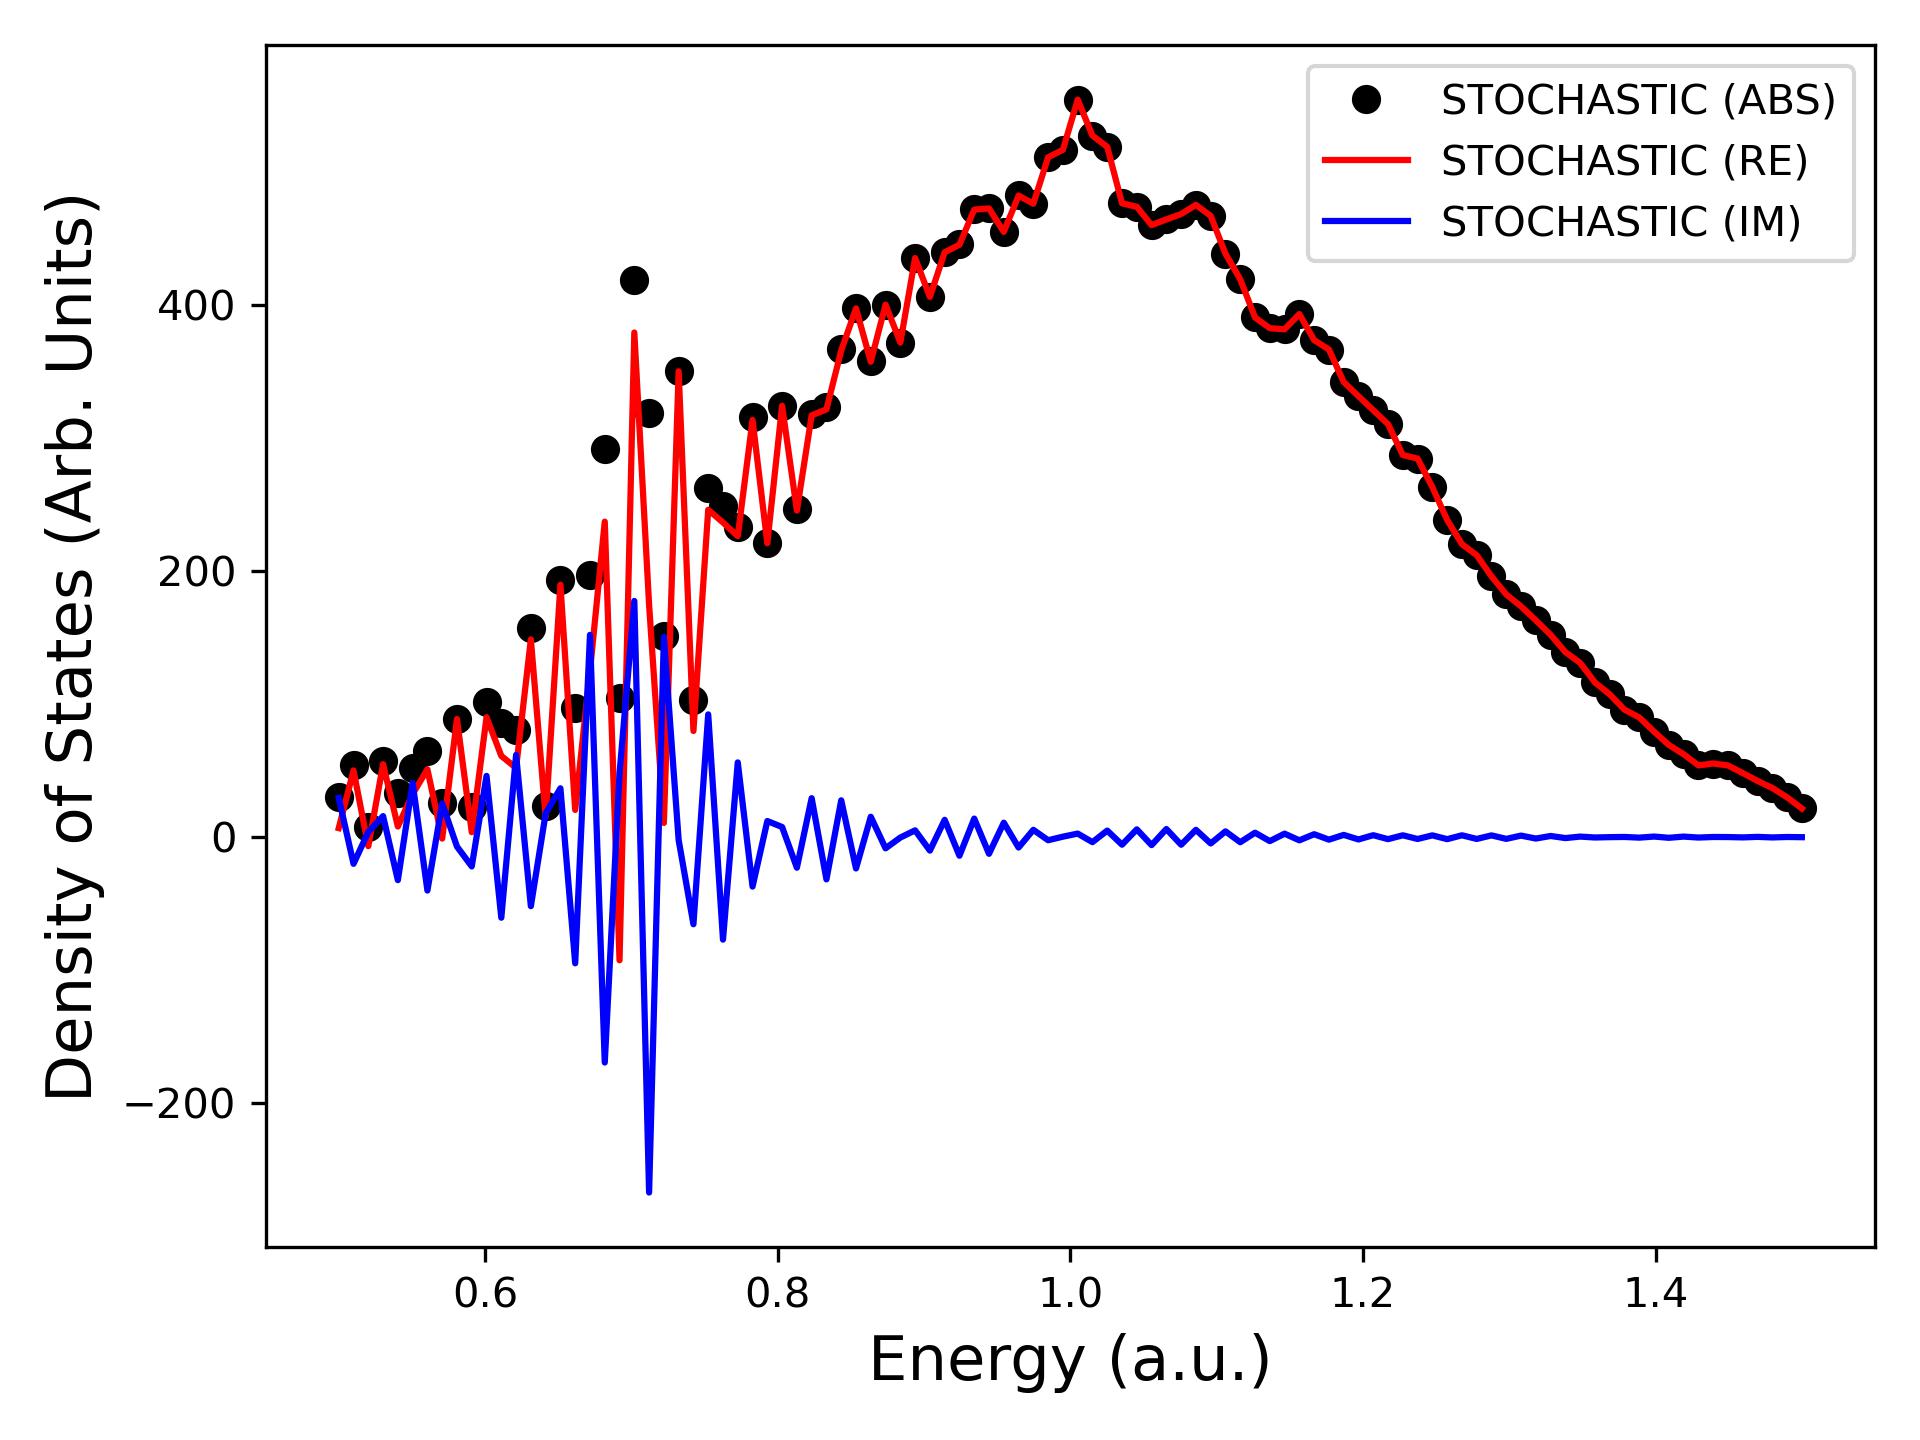 STOCHASTIC (ABS)
STOCHASTIC (RE)
STOCHASTIC (IM)
Density of States (Arb. Units)
400
200
0
−200
0.6 0.8 1.0 1.2 1.4
Energy (a.u.)